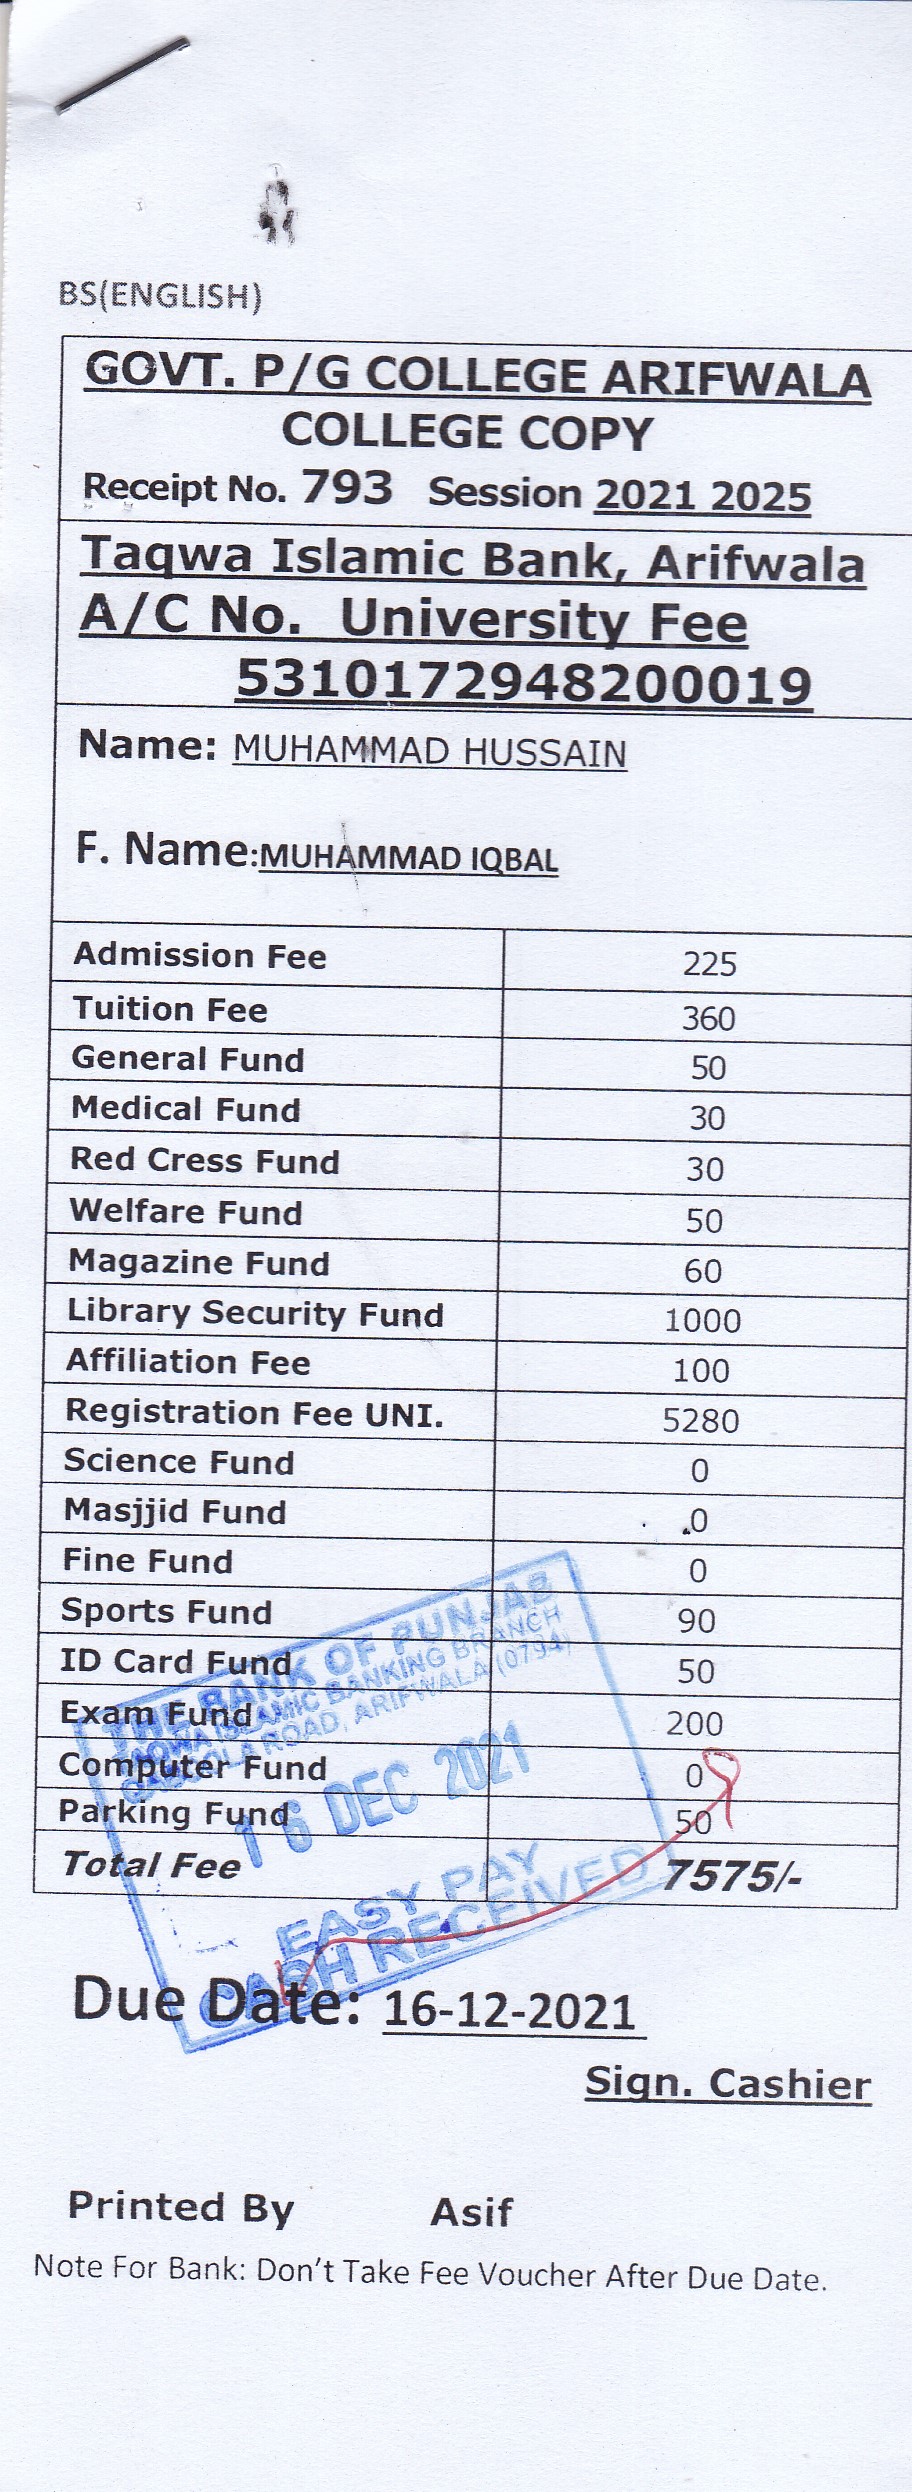 BS(ENGLISH)
GOVT. P/G COLLEGE ARIFWALA
COLLEGE COPY
Receipt No. 793 Session 2021 2025
Taqwa Islamic Bank, Arifwala
A/C No. University Fee
5310172948200019
Name: MUHAMMAD HUSSAIN
F. Name:MUHAMMAD IQBAL
Admission Fee 225
Tuition Fee 360
General Fund 50
Medical Fund 30
Red Cress Fund 30
Welfare Fund 50
Magazine Fund 60
Library Security Fund 1000
Affiliation Fee 100
Registration Fee UNI. 5280
Science Fund 0
Masjjid Fund 0
Fine Fund 0
Sports Fund 90
ID Card Fund 50
Exam Fund 200
Computer Fund 0
Parking Fund 50
Total Fee 7575/-
THE BANK OF PUNJAB
TAQWA ISLAMIC BANKING BRANCH
QABOOLA ROAD, ARIFWALA (0794)
16 DEC 2021
EASY PAY
CASH RECEIVED
Due Date: 16-12-2021
Sign. Cashier
Printed By Asif
Note For Bank: Don't Take Fee Voucher After Due Date.